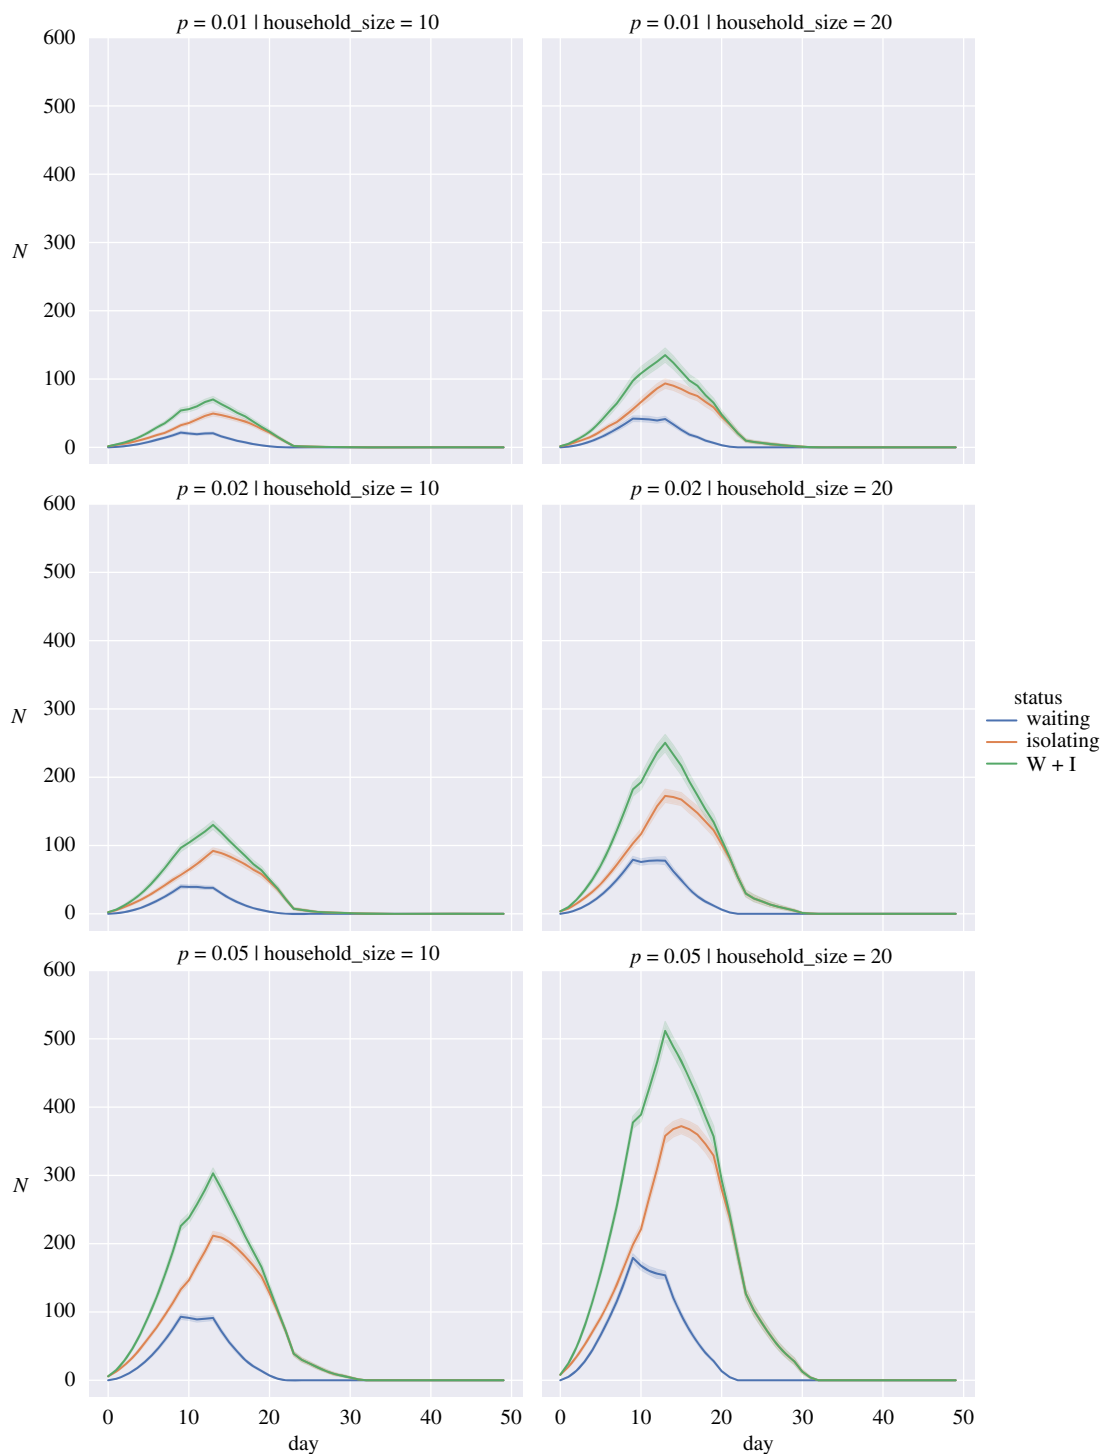 p = 0.01 | household_size = 10
p = 0.01 | household_size = 20
600
500
400
300
200
100
0
N
p = 0.02 | household_size = 10
p = 0.02 | household_size = 20
600
500
400
300
200
100
0
N
status
waiting
isolating
W + I
p = 0.05 | household_size = 10
p = 0.05 | household_size = 20
600
500
400
300
200
100
0
N
0 10 20 30 40 50
0 10 20 30 40 50
day
day